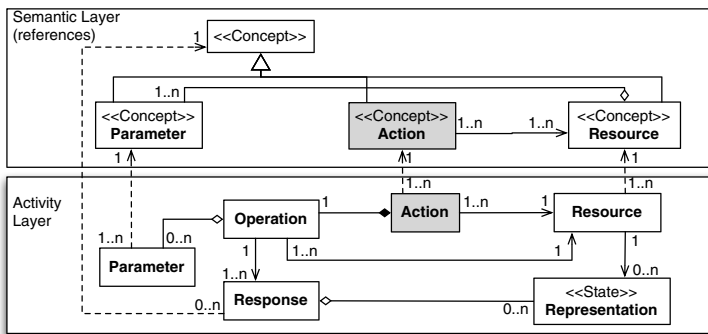 Semantic Layer
(references)
1
<<Concept>>
1..n
<<Concept>>
Parameter
<<Concept>>
Action
1..n
1..n
<<Concept>>
Resource
1
1
1
Activity
Layer
1..n
1..n
Operation
1
Action
1..n
1
Resource
1..n
0..n
1
1..n
1
1
Parameter
1..n
0..n
0..n
Response
0..n
<<State>>
Representation